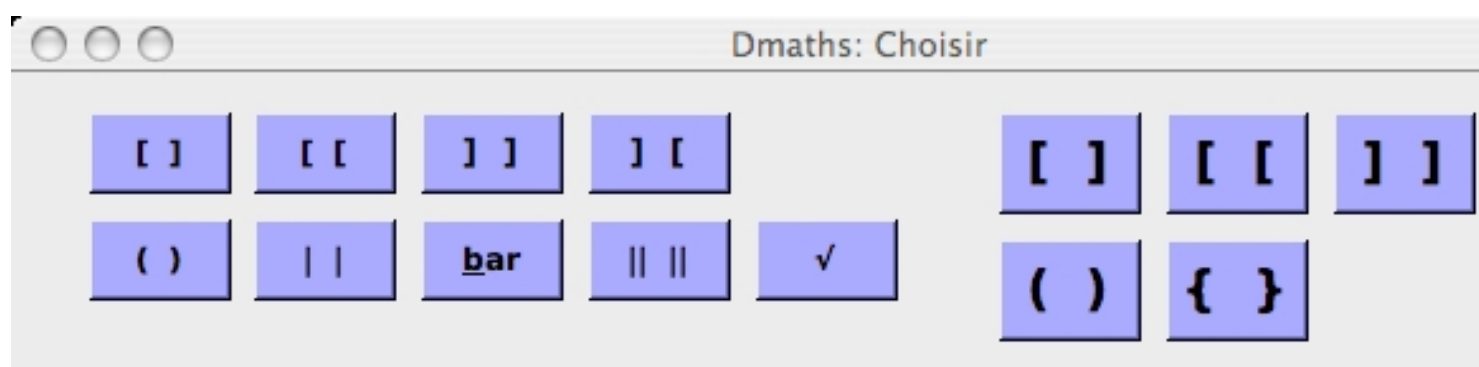 Dmaths: Choisir
[ ] [ [ ] ] ] [
( ) | | bar || || √
[ ] [ [ ] ]
( ) { }